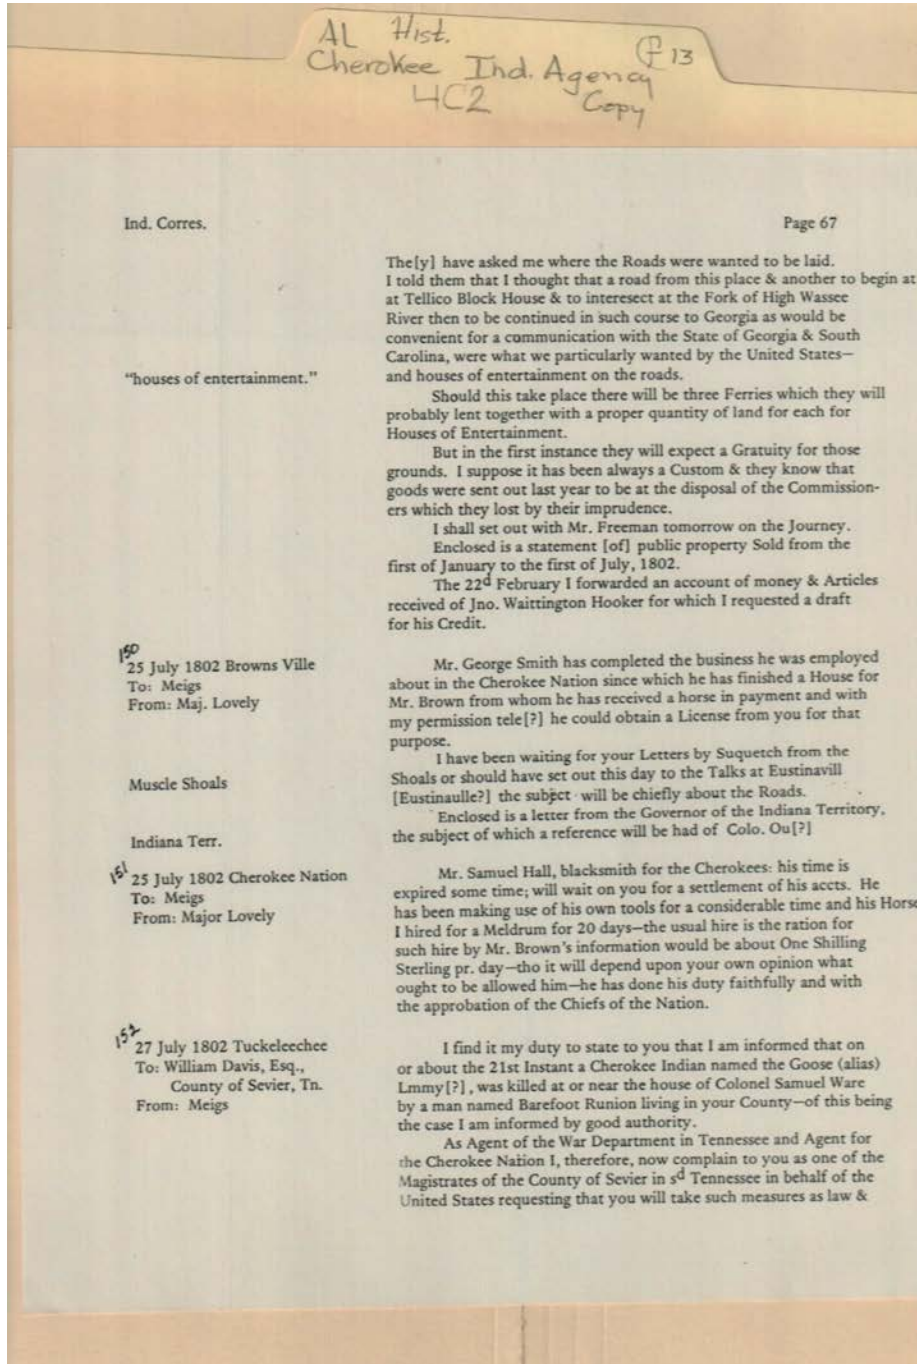 AL Hist.
Cherokee Ind. Agency F 13
4C2 Copy
Ind. Corres.
Page 67
The[y] have asked me where the Roads were wanted to be laid.
I told them that I thought that a road from this place & another to begin at
at Tellico Block House & to interesect at the Fork of High Wassee
River then to be continued in such course to Georgia as would be
convenient for a communication with the State of Georgia & South
Carolina, were what we particularly wanted by the United States—
"houses of entertainment."
and houses of entertainment on the roads.
Should this take place there will be three Ferries which they will
probably lent together with a proper quantity of land for each for
Houses of Entertainment.
But in the first instance they will expect a Gratuity for those
grounds. I suppose it has been always a Custom & they know that
goods were sent out last year to be at the disposal of the Commission-
ers which they lost by their imprudence.
I shall set out with Mr. Freeman tomorrow on the Journey.
Enclosed is a statement [of] public property Sold from the
first of January to the first of July, 1802.
The 22d February I forwarded an account of money & Articles
received of Jno. Waittington Hooker for which I requested a draft
for his Credit.
150
25 July 1802 Browns Ville
To: Meigs
From: Maj. Lovely
Mr. George Smith has completed the business he was employed
about in the Cherokee Nation since which he has finished a House for
Mr. Brown from whom he has received a horse in payment and with
my permission tele[?] he could obtain a License from you for that
purpose.
I have been waiting for your Letters by Suquetch from the
Muscle Shoals
Shoals or should have set out this day to the Talks at Eustinavill
[Eustinaulle?] the subject will be chiefly about the Roads.
Enclosed is a letter from the Governor of the Indiana Territory,
Indiana Terr.
the subject of which a reference will be had of Colo. Ou[?]
151
25 July 1802 Cherokee Nation
To: Meigs
From: Major Lovely
Mr. Samuel Hall, blacksmith for the Cherokees: his time is
expired some time; will wait on you for a settlement of his accts. He
has been making use of his own tools for a considerable time and his Horse
I hired for a Meldrum for 20 days—the usual hire is the ration for
such hire by Mr. Brown's information would be about One Shilling
Sterling pr. day—tho it will depend upon your own opinion what
ought to be allowed him—he has done his duty faithfully and with
the approbation of the Chiefs of the Nation.
152
27 July 1802 Tuckeleechee
To: William Davis, Esq.,
County of Sevier, Tn.
From: Meigs
I find it my duty to state to you that I am informed that on
or about the 21st Instant a Cherokee Indian named the Goose (alias)
Lmmy[?], was killed at or near the house of Colonel Samuel Ware
by a man named Barefoot Runion living in your County—of this being
the case I am informed by good authority.
As Agent of the War Department in Tennessee and Agent for
the Cherokee Nation I, therefore, now complain to you as one of the
Magistrates of the County of Sevier in sd Tennessee in behalf of the
United States requesting that you will take such measures as law &